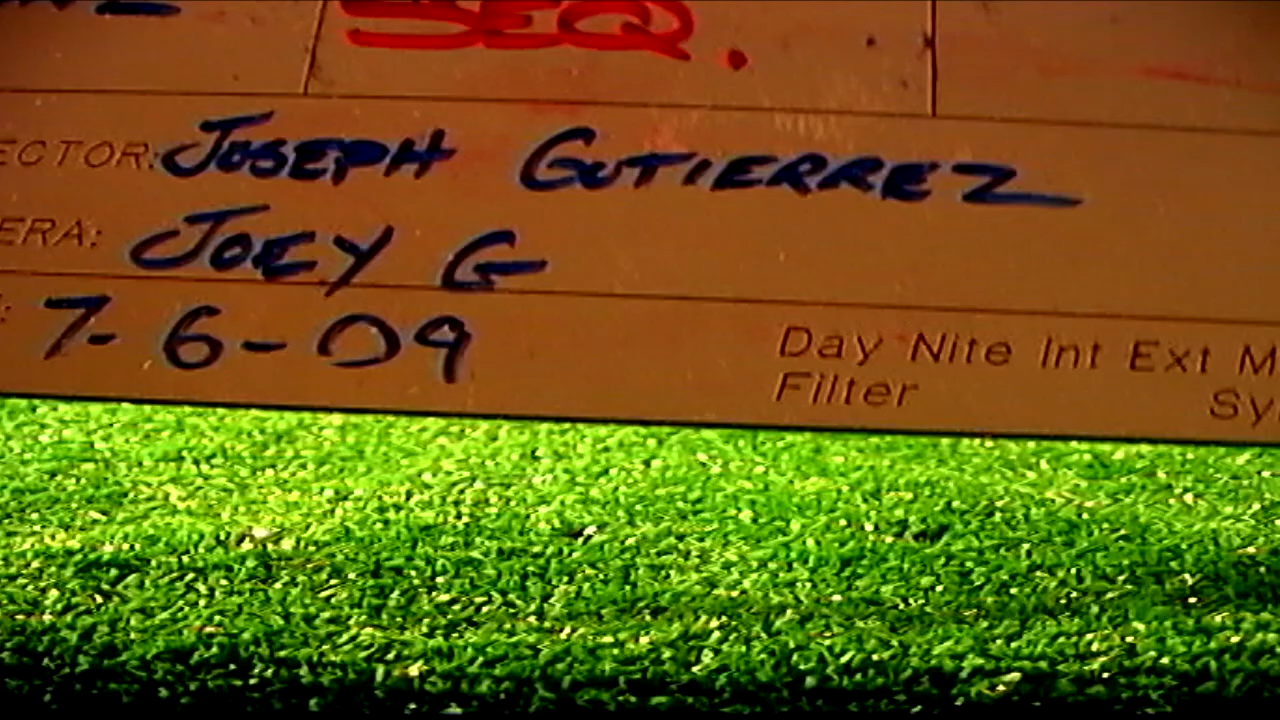 SEQ.
ECTOR: JOSEPH GUTIERREZ
ERA: JOEY G
: 7-6-09
Day Nite Int Ext M
Filter Sy